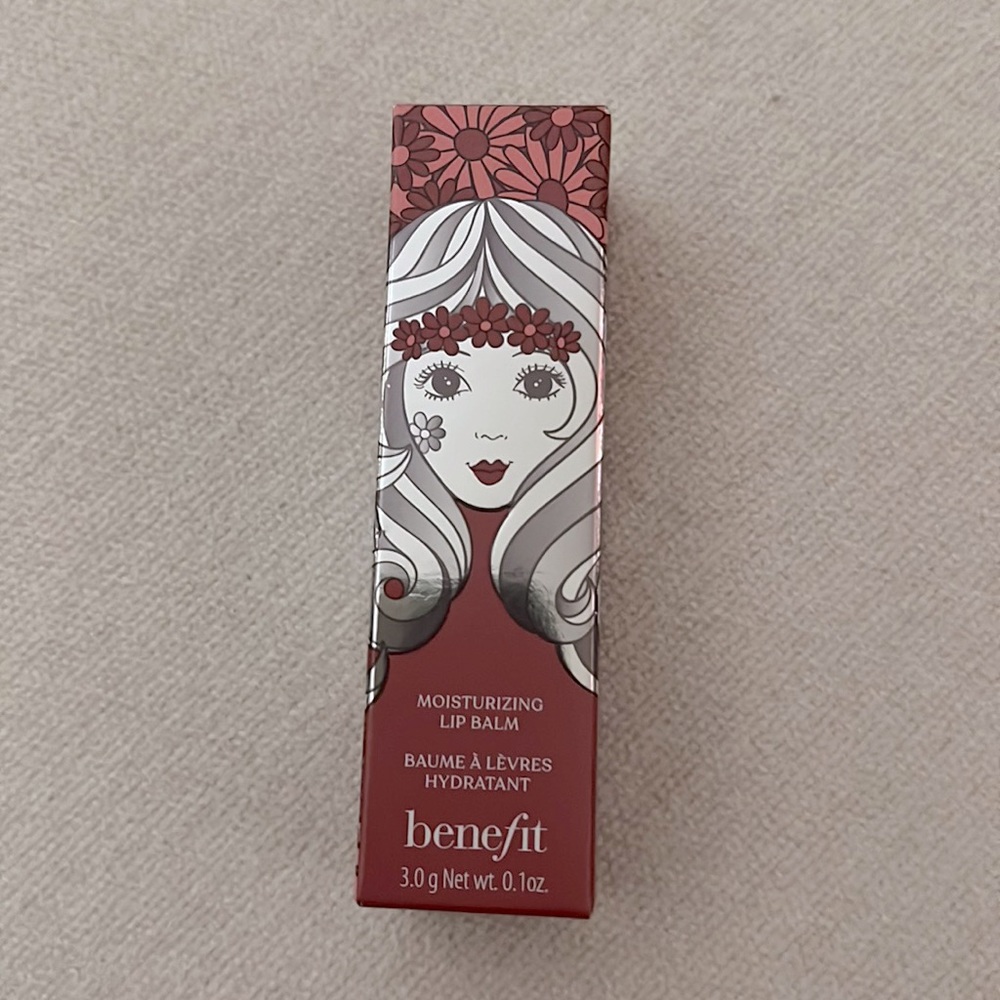 MOISTURIZING
LIP BALM
BAUME À LÈVRES
HYDRATANT
benefit
3.0 g Net wt. 0.1oz.